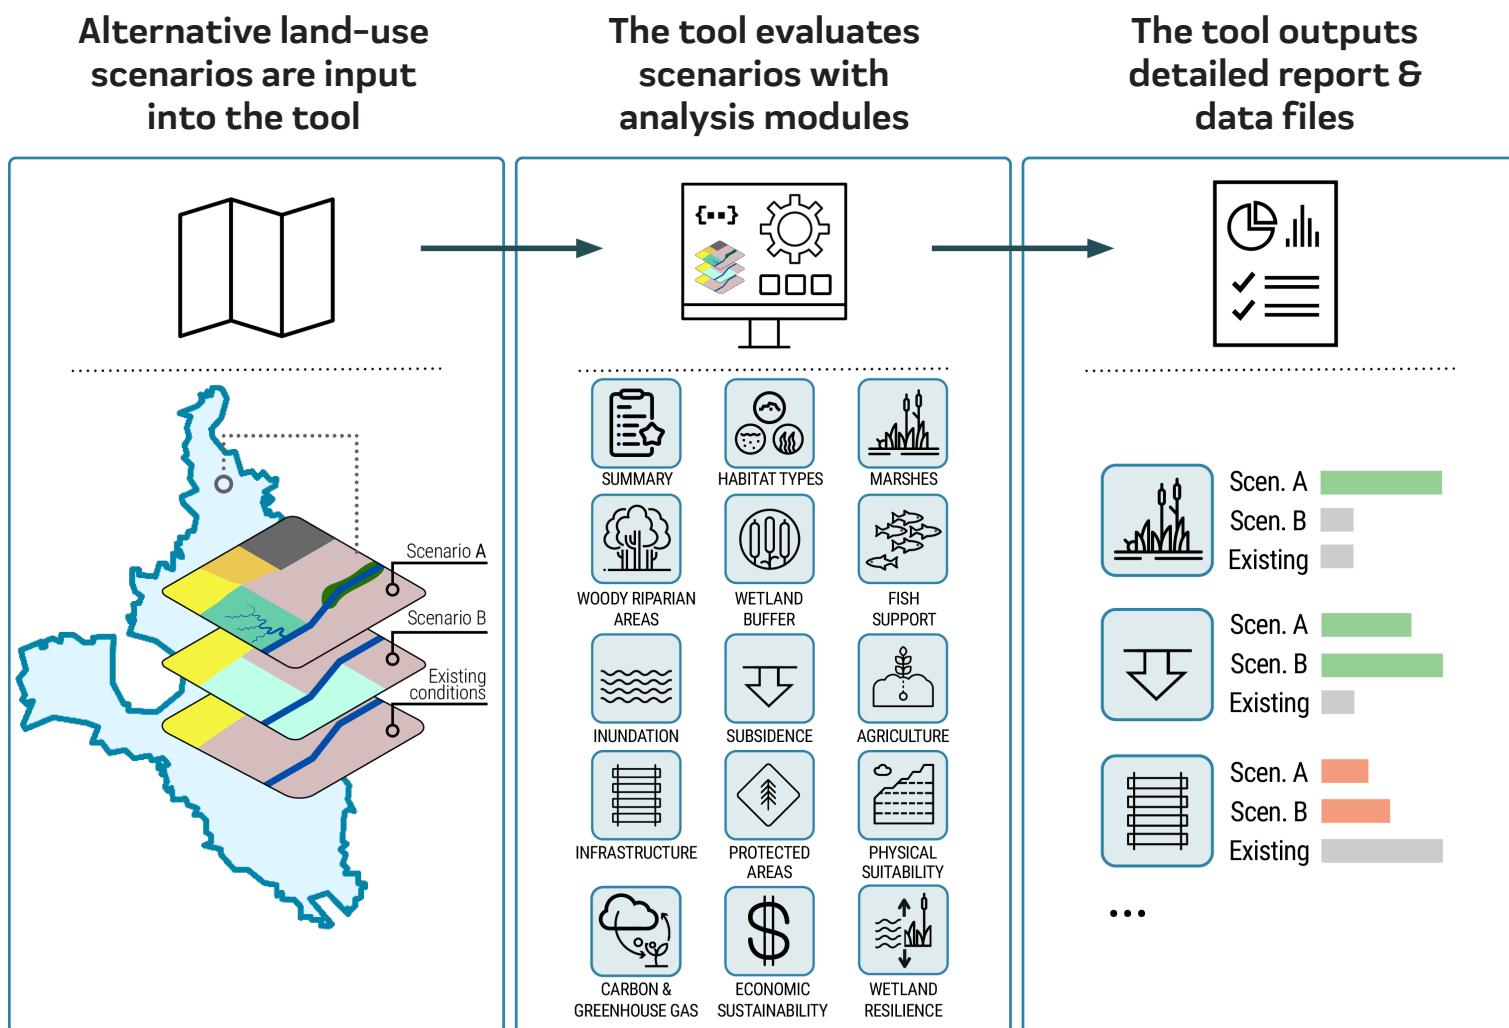 Alternative land-use
scenarios are input
into the tool
The tool evaluates
scenarios with
analysis modules
The tool outputs
detailed report &
data files
Scenario A
Scenario B
Existing
conditions
{▪▪}
SUMMARY
HABITAT TYPES
MARSHES
WOODY RIPARIAN
AREAS
WETLAND
BUFFER
FISH
SUPPORT
INUNDATION
SUBSIDENCE
AGRICULTURE
INFRASTRUCTURE
PROTECTED
AREAS
PHYSICAL
SUITABILITY
$
CARBON &
GREENHOUSE GAS
ECONOMIC
SUSTAINABILITY
WETLAND
RESILIENCE
Scen. A
Scen. B
Existing
Scen. A
Scen. B
Existing
Scen. A
Scen. B
Existing
...